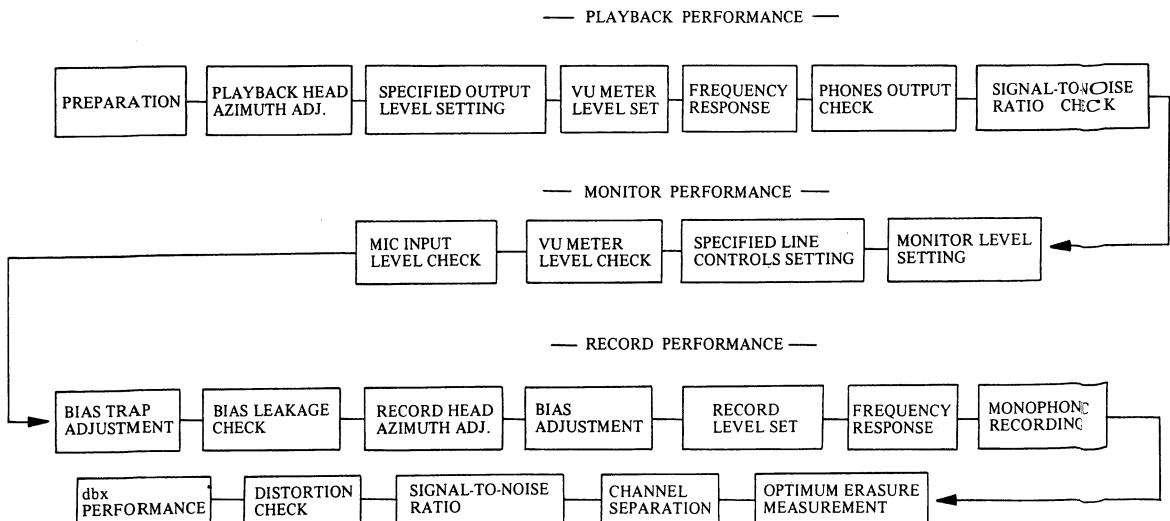 — PLAYBACK PERFORMANCE —
PREPARATION
PLAYBACK HEAD
AZIMUTH ADJ.
SPECIFIED OUTPUT
LEVEL SETTING
VU METER
LEVEL SET
FREQUENCY
RESPONSE
PHONES OUTPUT
CHECK
SIGNAL-TO-NOISE
RATIO CHECK
— MONITOR PERFORMANCE —
MONITOR LEVEL
SETTING
SPECIFIED LINE
CONTROLS SETTING
VU METER
LEVEL CHECK
MIC INPUT
LEVEL CHECK
— RECORD PERFORMANCE —
BIAS TRAP
ADJUSTMENT
BIAS LEAKAGE
CHECK
RECORD HEAD
AZIMUTH ADJ.
BIAS
ADJUSTMENT
RECORD
LEVEL SET
FREQUENCY
RESPONSE
MONOPHONIC
RECORDING
OPTIMUM ERASURE
MEASUREMENT
CHANNEL
SEPARATION
SIGNAL-TO-NOISE
RATIO
DISTORTION
CHECK
dbx
PERFORMANCE